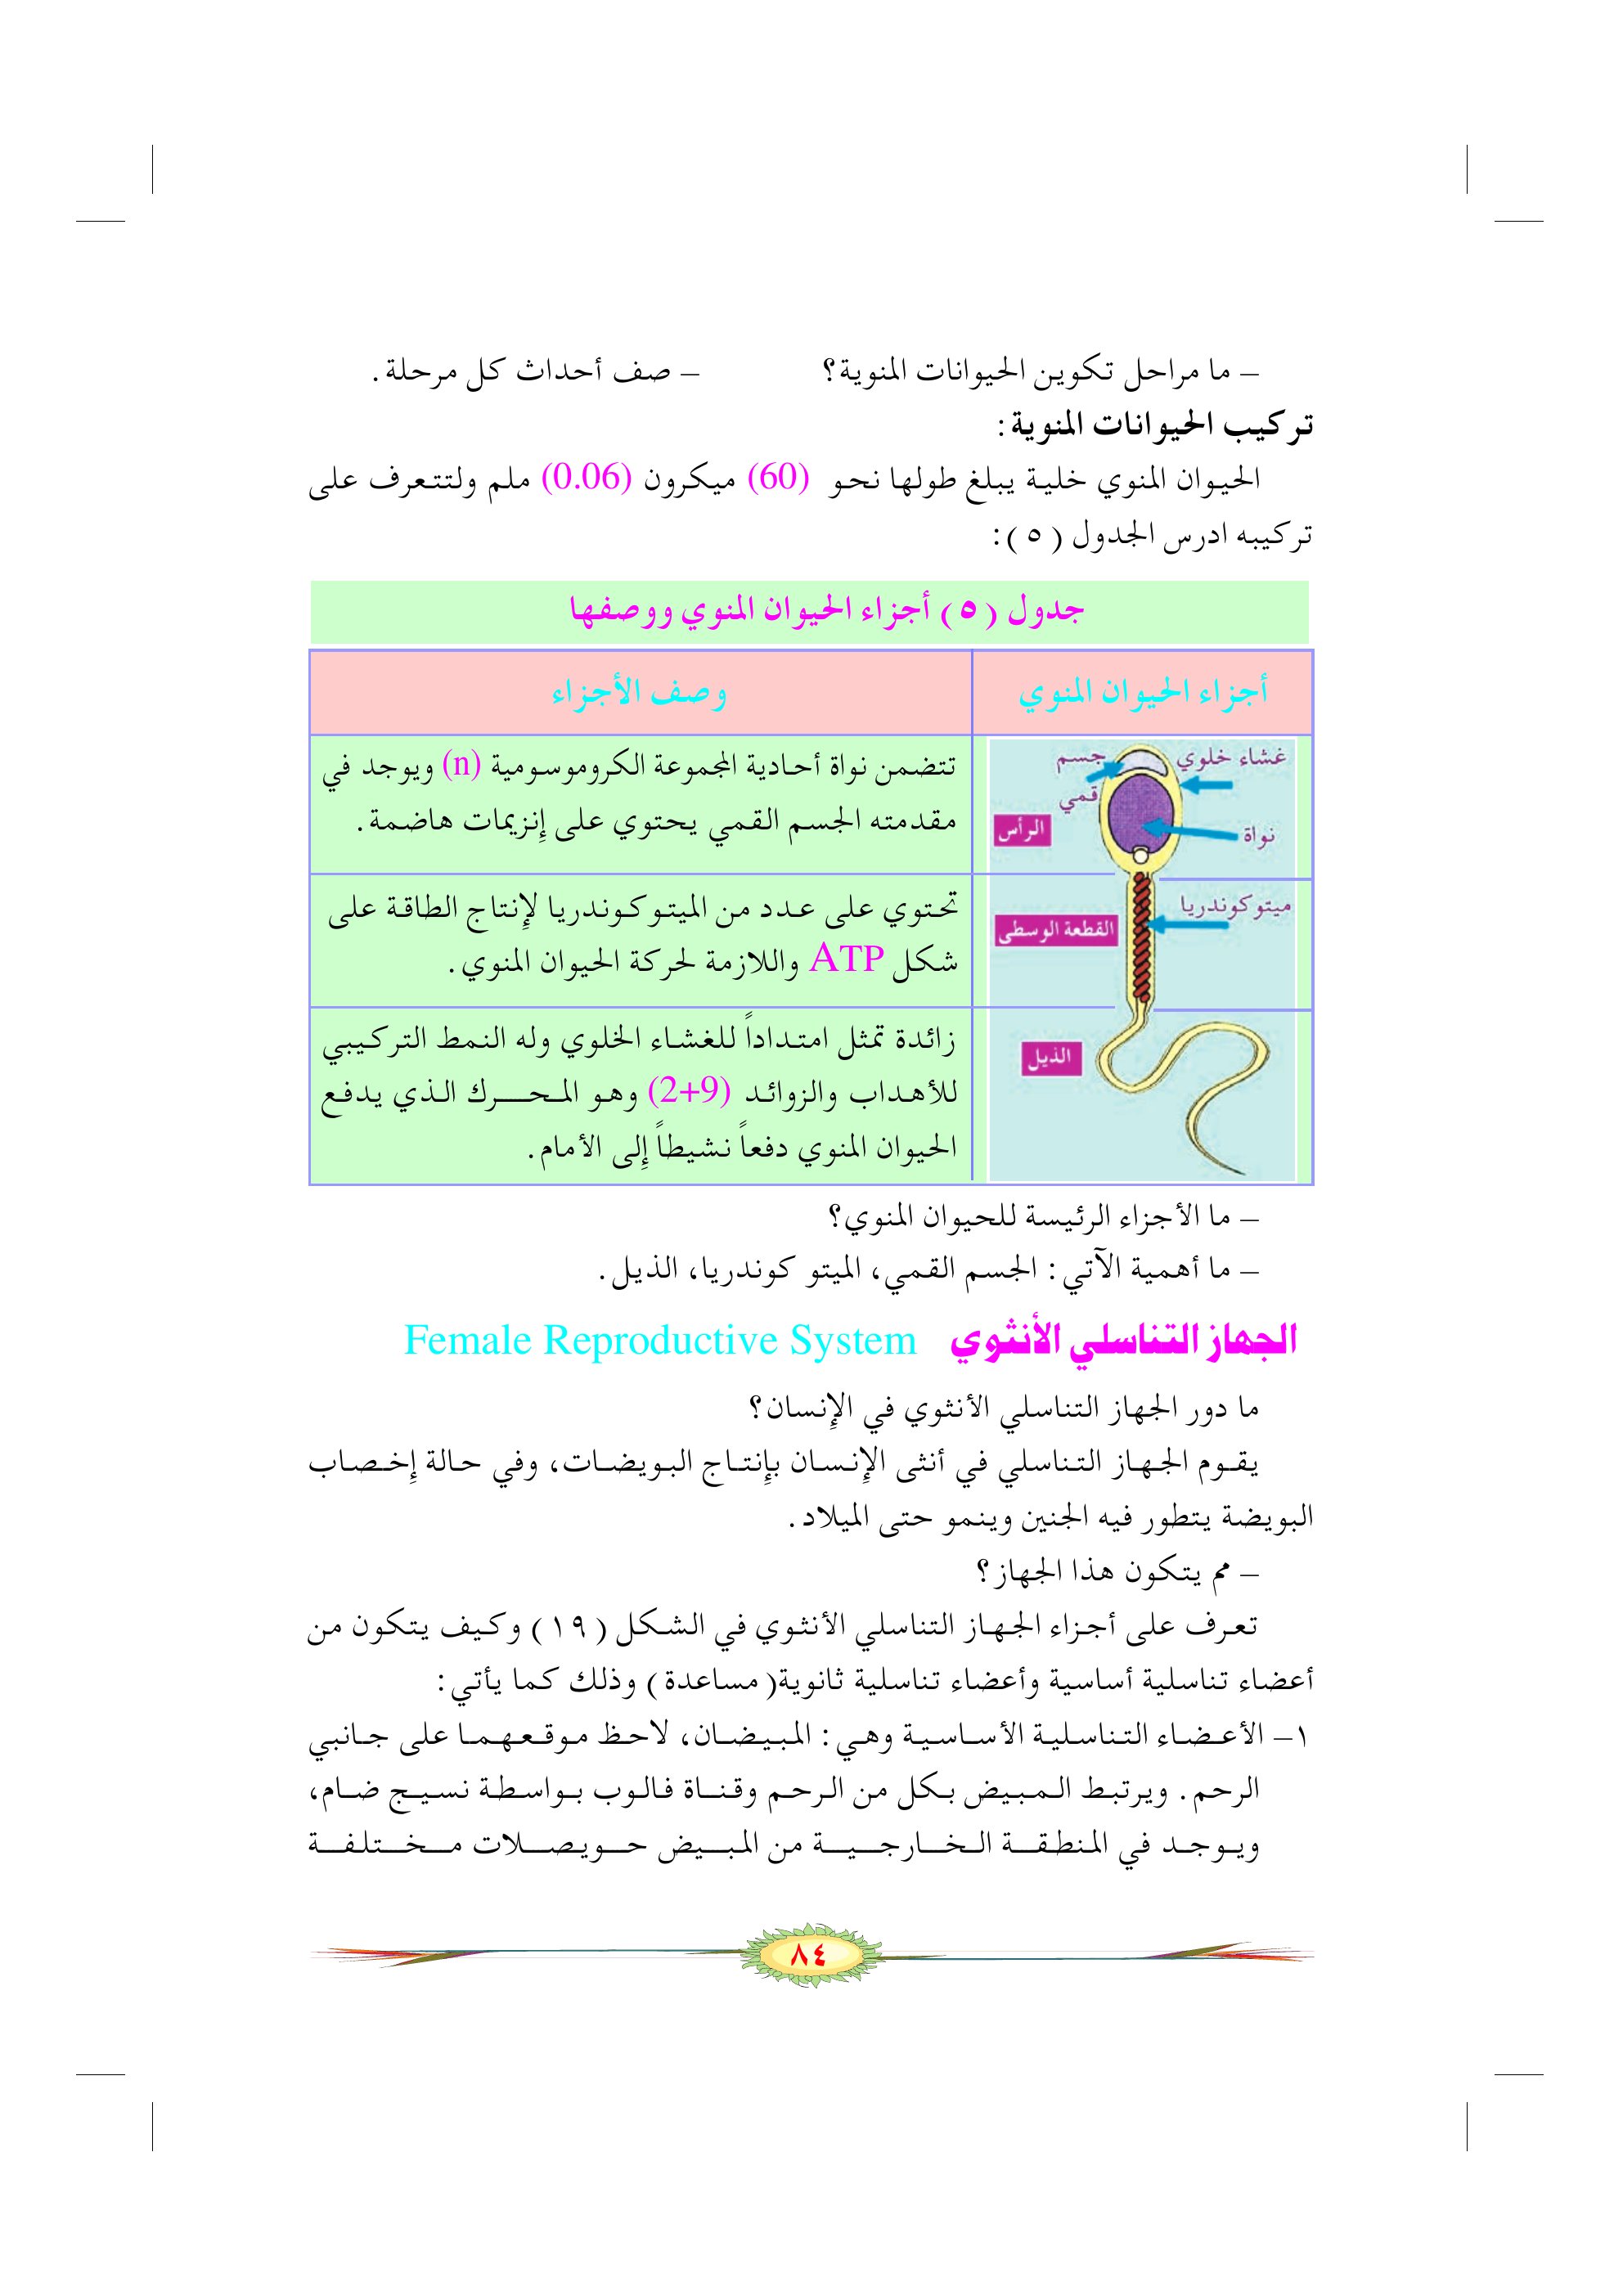 – ما مراحل تكوين الحيوانات المنوية؟ – صف أحداث كل مرحلة.
تركيب الحيوانات المنوية:
الحيوان المنوي خلية يبلغ طولها نحو (60) ميكرون (0.06) ملم ولتتعرف على
تركيبه ادرس الجدول (٥):
جدول (٥) أجزاء الحيوان المنوي ووصفها
أجزاء الحيوان المنوي
وصف الأجزاء
غشاء خلوي
جسم
قمي
نواة
الرأس
تتضمن نواة أحادية المجموعة الكروموسومية (n) ويوجد في
مقدمته الجسم القمي يحتوي على إنزيمات هاضمة.
ميتوكوندريا
القطعة الوسطى
تحتوي على عدد من الميتوكوندريا لإنتاج الطاقة على
شكل ATP واللازمة لحركة الحيوان المنوي.
الذيل
زائدة تمثل امتداداً للغشاء الخلوي وله النمط التركيبي
للأهداب والزوائد (2+9) وهو المحرك الذي يدفع
الحيوان المنوي دفعاً نشيطاً إلى الأمام.
– ما الأجزاء الرئيسة للحيوان المنوي؟
– ما أهمية الآتي: الجسم القمي، الميتو كوندريا، الذيل.
الجهاز التناسلي الأنثوي Female Reproductive System
ما دور الجهاز التناسلي الأنثوي في الإنسان؟
يقوم الجهاز التناسلي في أنثى الإنسان بإنتاج البويضات، وفي حالة إخصاب
البويضة يتطور فيه الجنين وينمو حتى الميلاد.
– مم يتكون هذا الجهاز؟
تعرف على أجزاء الجهاز التناسلي الأنثوي في الشكل (١٩) وكيف يتكون من
أعضاء تناسلية أساسية وأعضاء تناسلية ثانوية( مساعدة) وذلك كما يأتي:
١– الأعضاء التناسلية الأساسية وهي: المبيضان، لاحظ موقعهما على جانبي
الرحم. ويرتبط المبيض بكل من الرحم وقناة فالوب بواسطة نسيج ضام،
ويوجد في المنطقة الخارجية من المبيض حويصلات مختلفة
٨٤